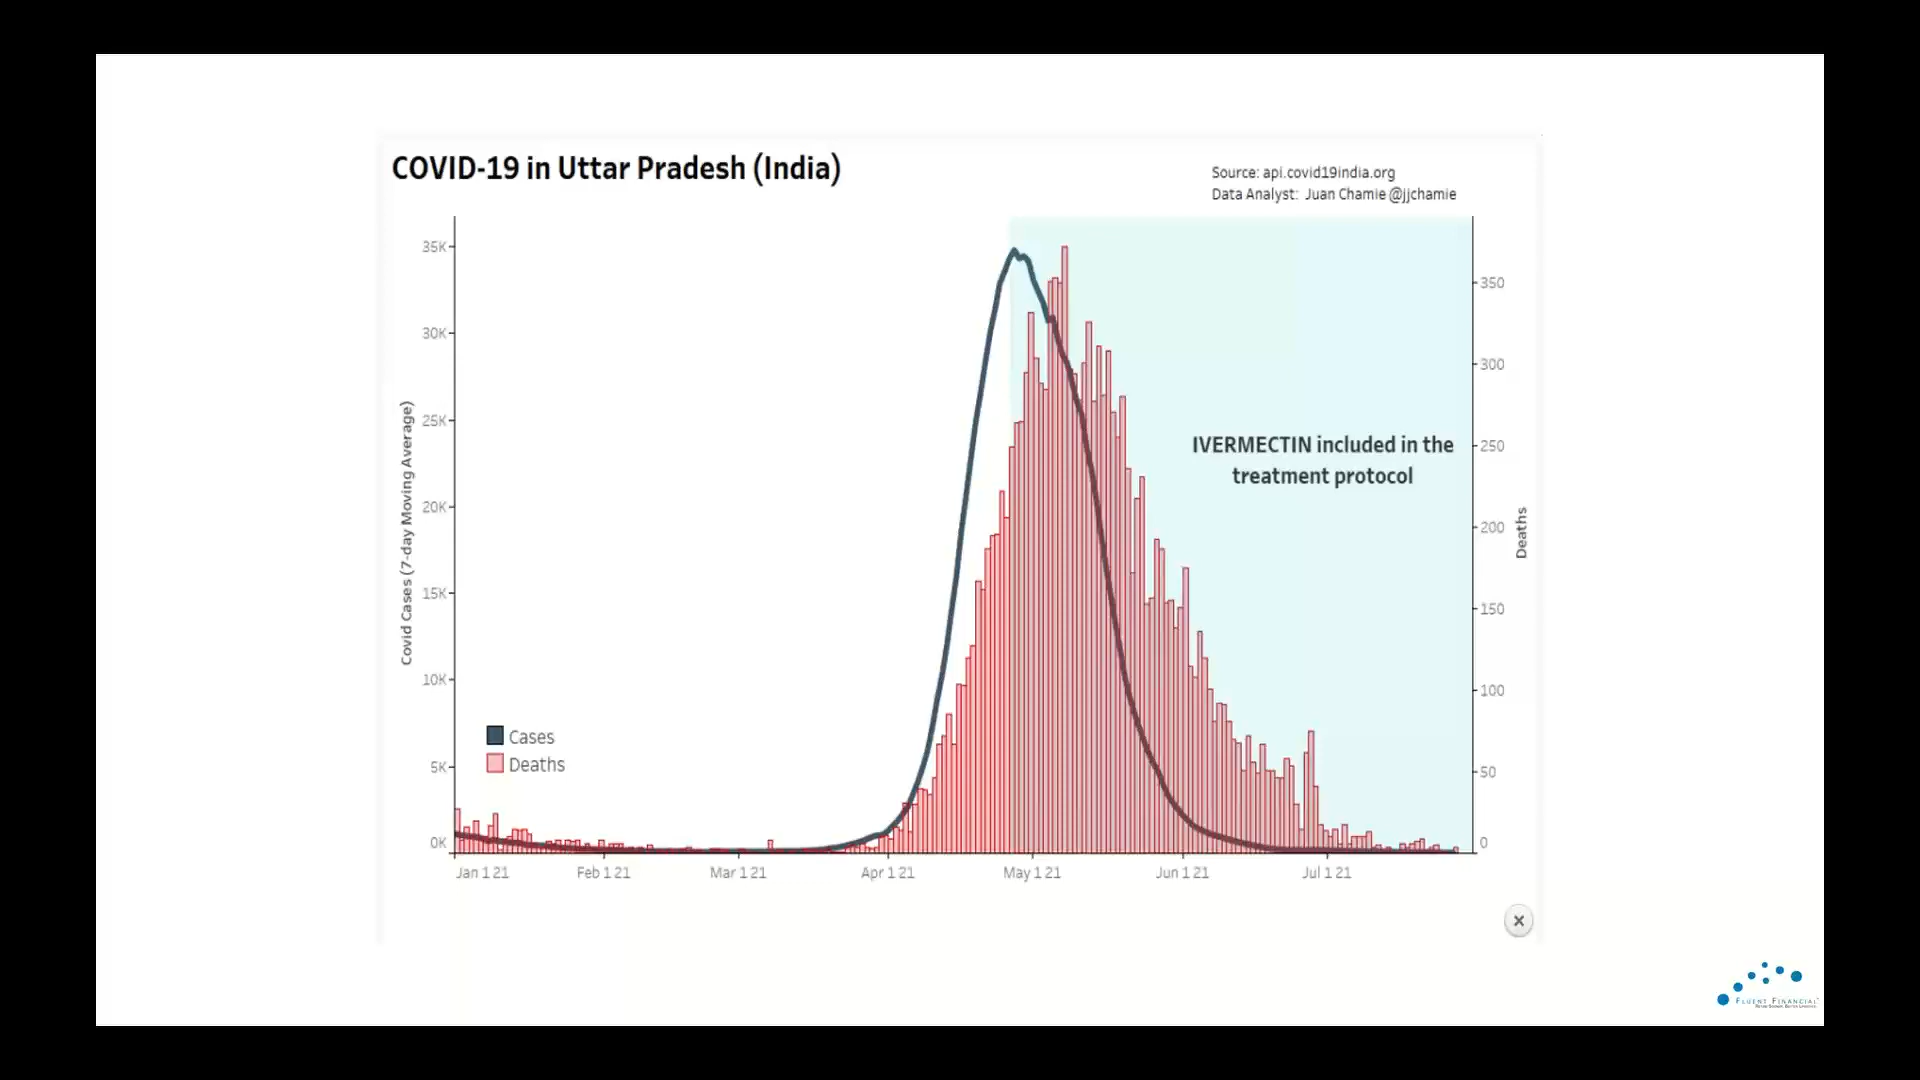 COVID-19 in Uttar Pradesh (India)
Source: api.covid19india.org
Data Analyst: Juan Chamie @jjchamie
Covid Cases (7-day Moving Average)
35K
30K
25K
20K
15K
10K
5K
0K
350
300
250
200
150
100
50
0
Deaths
IVERMECTIN included in the
treatment protocol
Cases
Deaths
Jan 1 21
Feb 1 21
Mar 1 21
Apr 1 21
May 1 21
Jun 1 21
Jul 1 21
FLUENT FINANCIAL